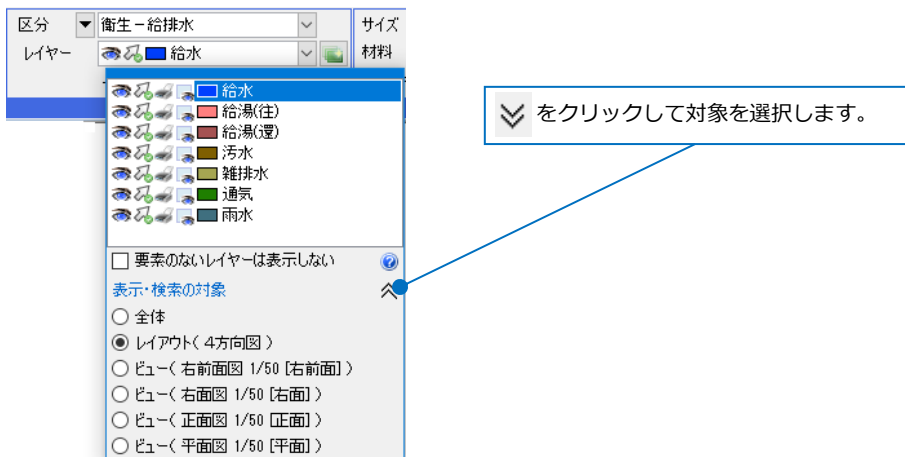 区分 衛生－給排水 サイズ
レイヤー 給水 材料
給水
給湯(往)
給湯(還)
汚水
雑排水
通気
雨水
をクリックして対象を選択します。
要素のないレイヤーは表示しない
表示・検索の対象
全体
レイアウト( 4方向図 )
ビュー( 右前面図 1/50 [右前面] )
ビュー( 右面図 1/50 [右面] )
ビュー( 正面図 1/50 [正面] )
ビュー( 平面図 1/50 [平面] )